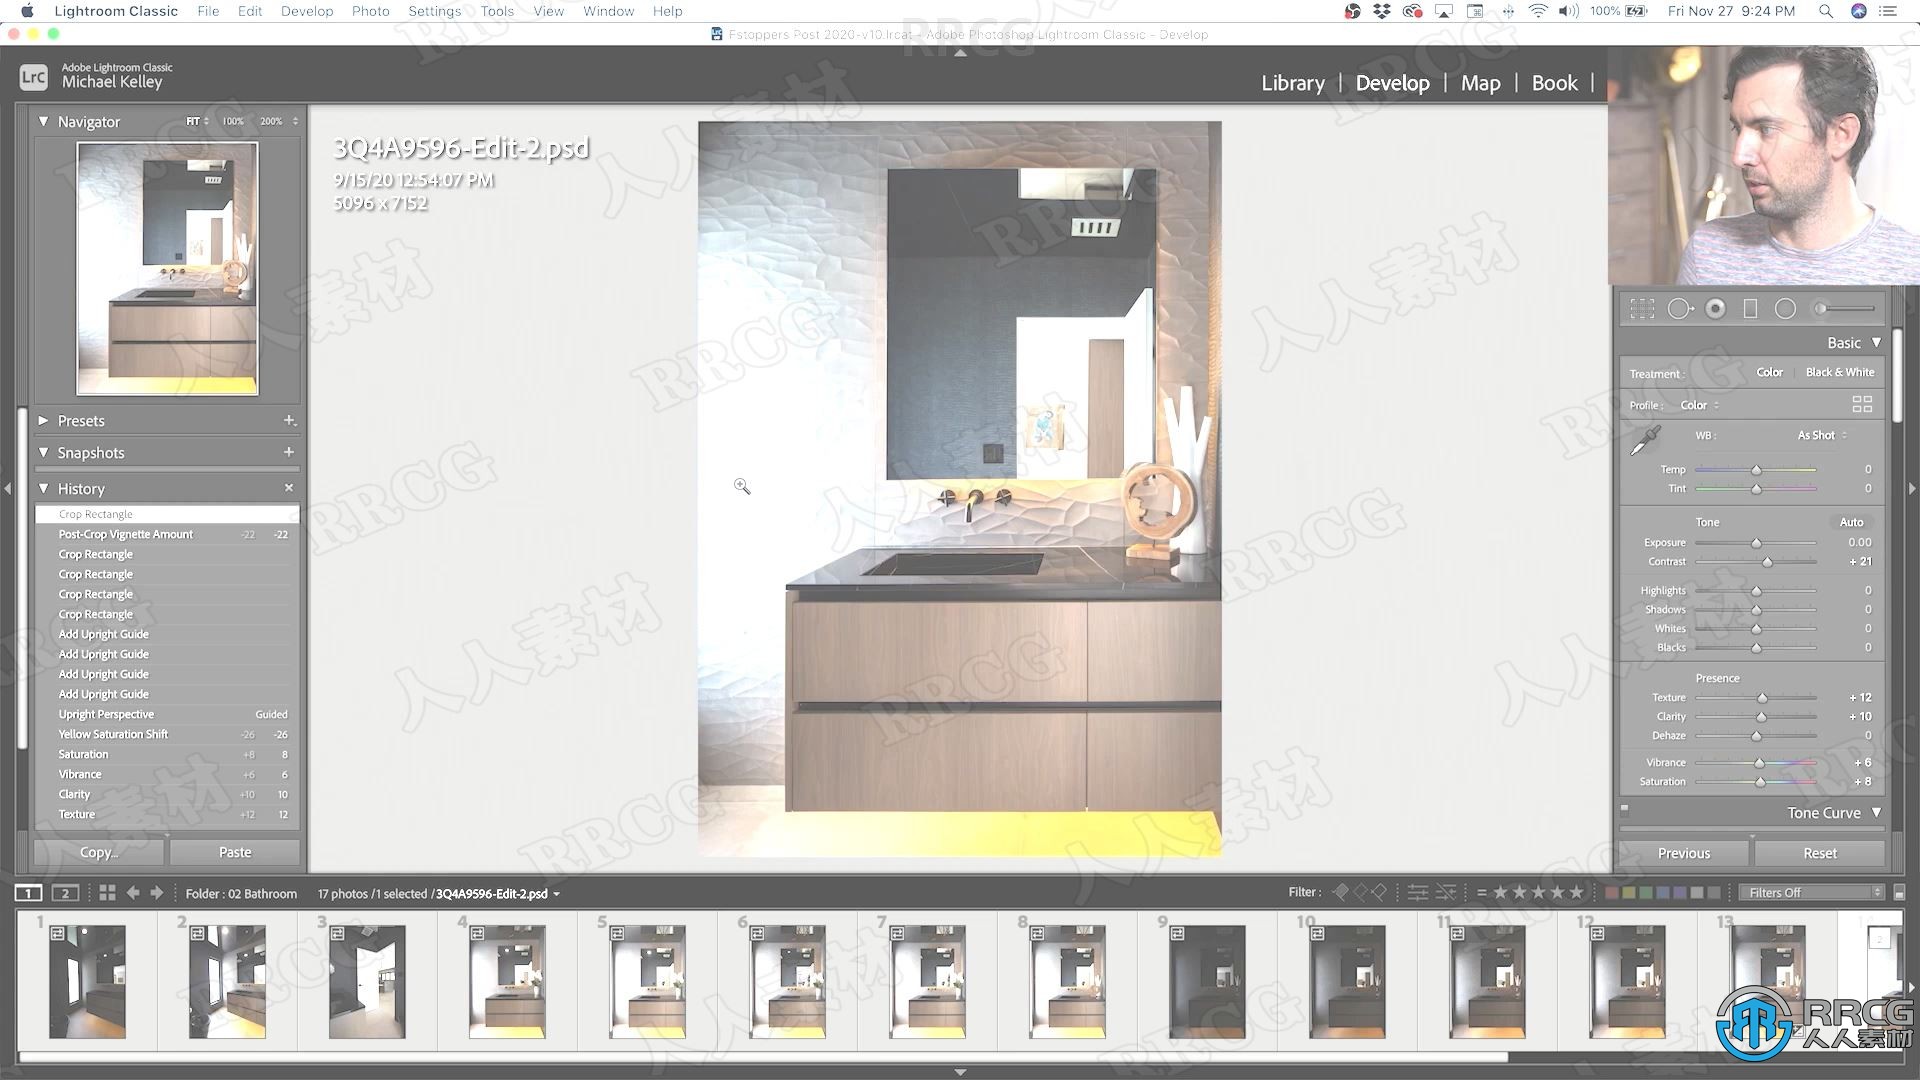 Lightroom Classic File Edit Develop Photo Settings Tools View Window Help
100% Fri Nov 27 9:24 PM
Fstoppers Post 2020-v10.lrcat - Adobe Photoshop Lightroom Classic - Develop
LrC
Adobe Lightroom Classic
Michael Kelley
Library | Develop | Map | Book |
Navigator FIT 100% 200%
3Q4A9596-Edit-2.psd
9/15/20 12:54:07 PM
5096 x 7152
Presets
Snapshots
History
Crop Rectangle
Post-Crop Vignette Amount -22 -22
Crop Rectangle
Crop Rectangle
Crop Rectangle
Crop Rectangle
Add Upright Guide
Add Upright Guide
Add Upright Guide
Add Upright Guide
Upright Perspective Guided
Yellow Saturation Shift -26 -26
Saturation +8 8
Vibrance +6 6
Clarity +10 10
Texture +12 12
Copy... Paste
Basic
Treatment : Color Black & White
Profile : Color
WB : As Shot
Temp 0
Tint 0
Tone Auto
Exposure 0.00
Contrast + 21
Highlights 0
Shadows 0
Whites 0
Blacks 0
Presence
Texture + 12
Clarity + 10
Dehaze 0
Vibrance + 6
Saturation + 8
Tone Curve
Previous Reset
1 2 Folder : 02 Bathroom 17 photos /1 selected /3Q4A9596-Edit-2.psd
Filter : Filters Off
1 2 3 4 5 6 7 8 9 10 11 12 13 14
2
RRCG
人人素材